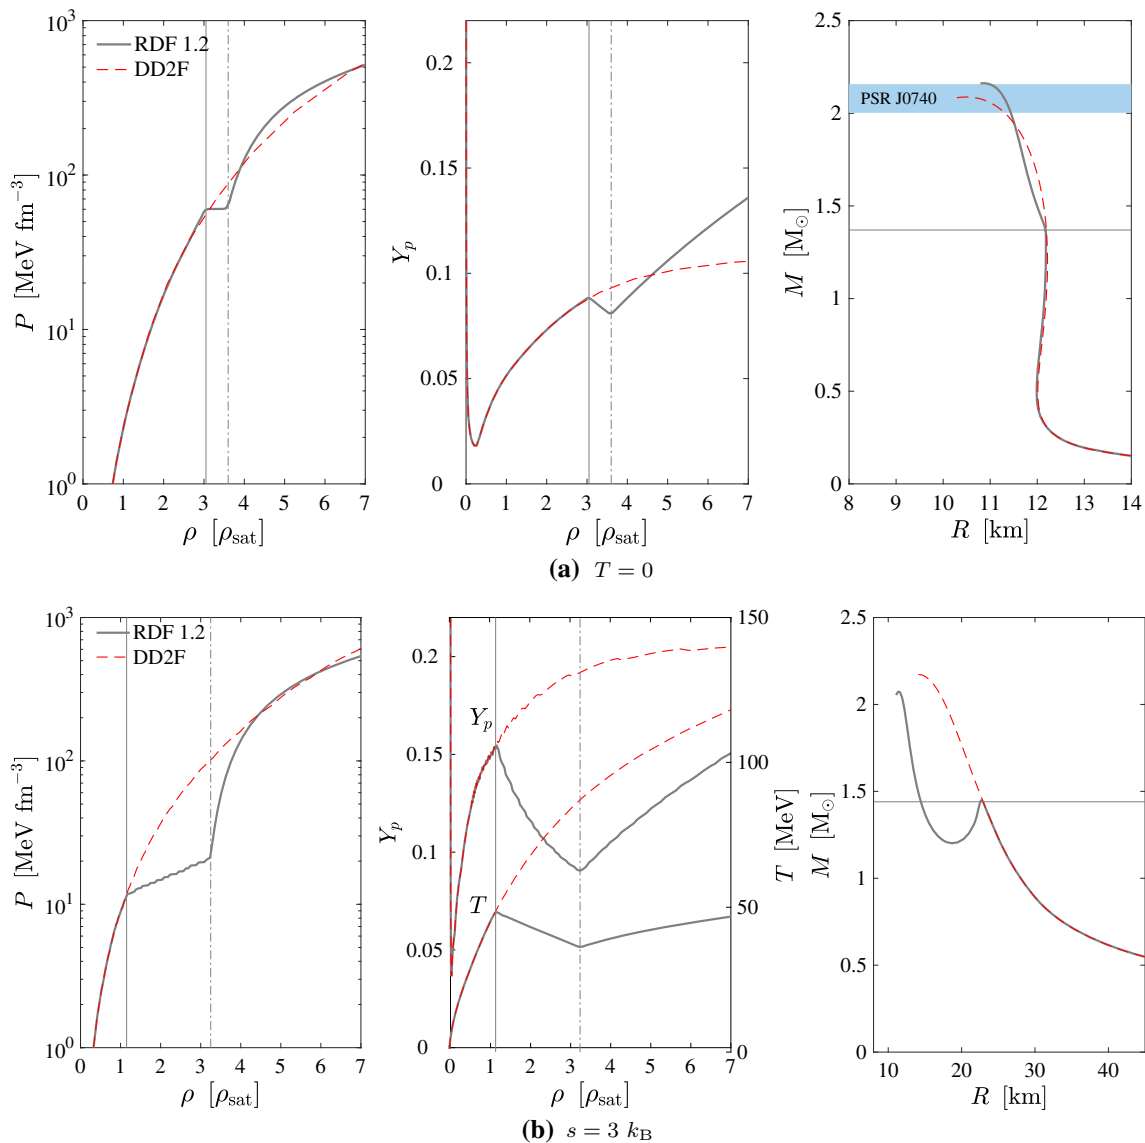 RDF 1.2
DD2F
10³
10²
10¹
10⁰
P [MeV fm⁻³]
0 1 2 3 4 5 6 7
ρ [ρsat]
0.2
0.15
0.1
0.05
0
Yp
0 1 2 3 4 5 6 7
ρ [ρsat]
PSR J0740
2.5
2
1.5
1
0.5
0
M [M⊙]
8 9 10 11 12 13 14
R [km]
(a) T = 0
RDF 1.2
DD2F
10³
10²
10¹
10⁰
P [MeV fm⁻³]
0 1 2 3 4 5 6 7
ρ [ρsat]
Yp
T
0.2
0.15
0.1
0.05
0
Yp
150
100
50
0
T [MeV]
0 1 2 3 4 5 6 7
ρ [ρsat]
2.5
2
1.5
1
0.5
0
M [M⊙]
10 20 30 40
R [km]
(b) s = 3 kB